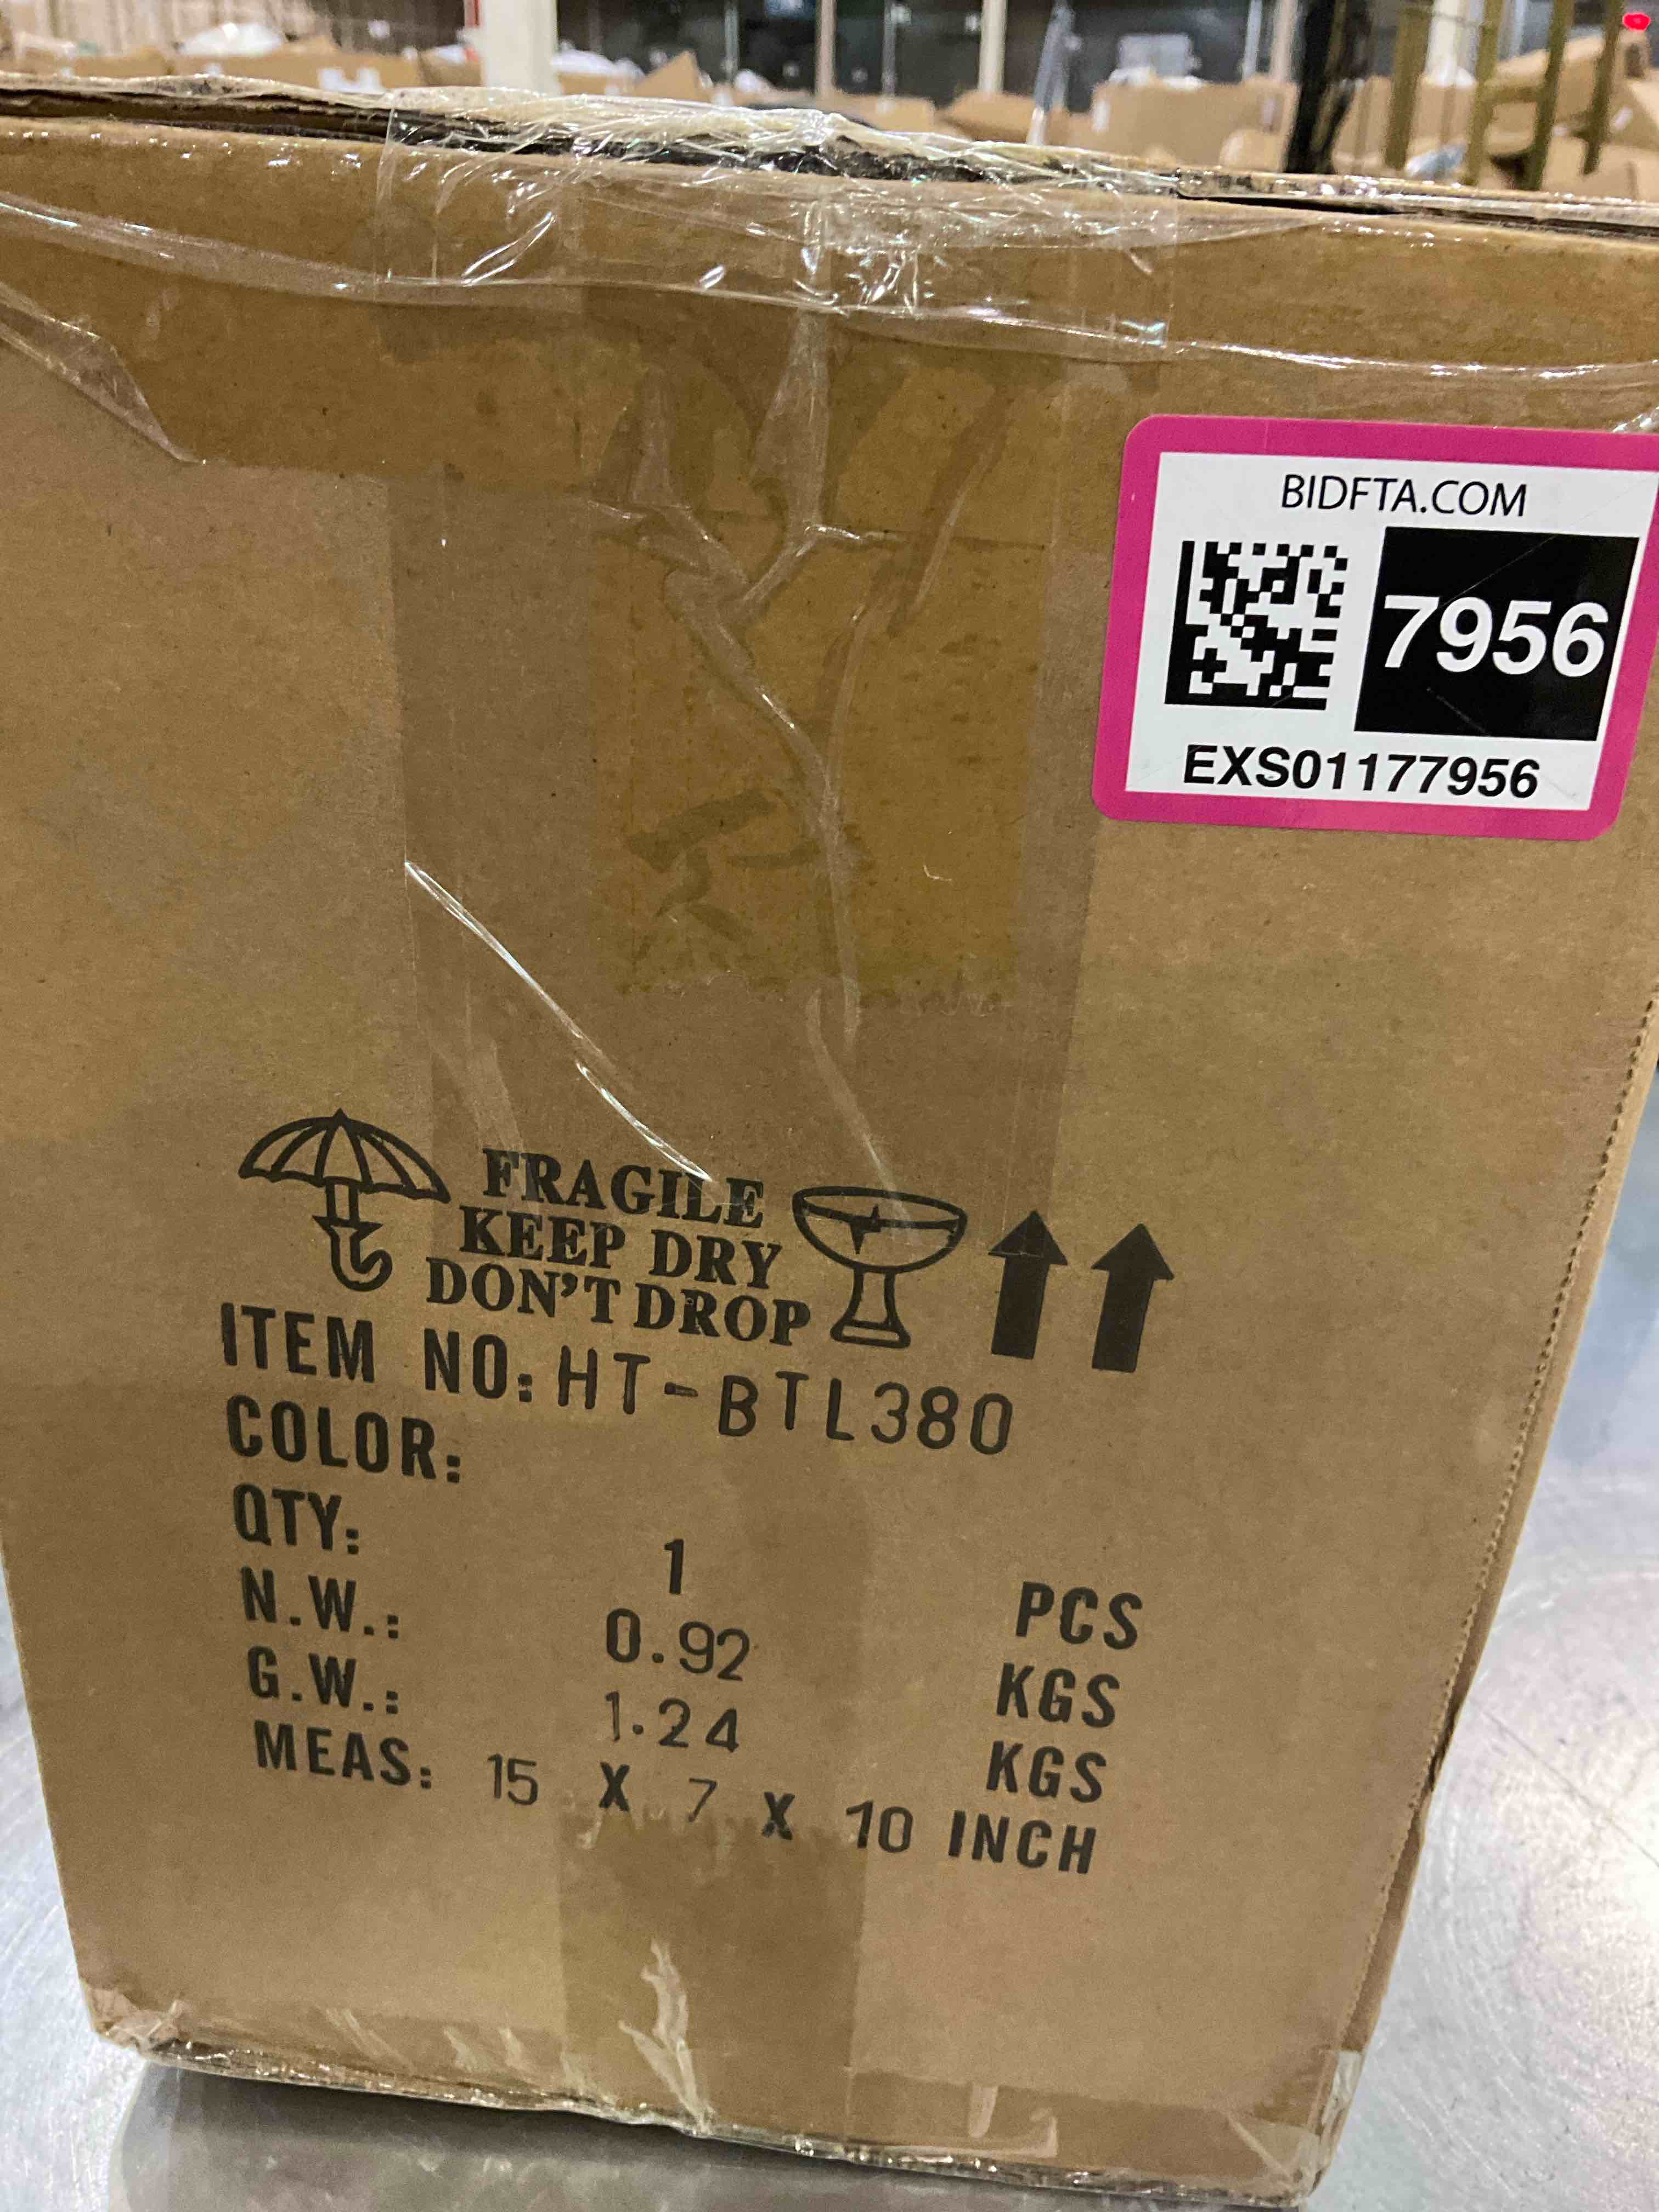 BIDFTA.COM
7956
EXS01177956
FRAGILE
KEEP DRY
DON'T DROP
ITEM NO: HT-BTL380
COLOR:
QTY: 1 PCS
N.W.: 0.92 KGS
G.W.: 1.24 KGS
MEAS: 15 X 7 X 10 INCH